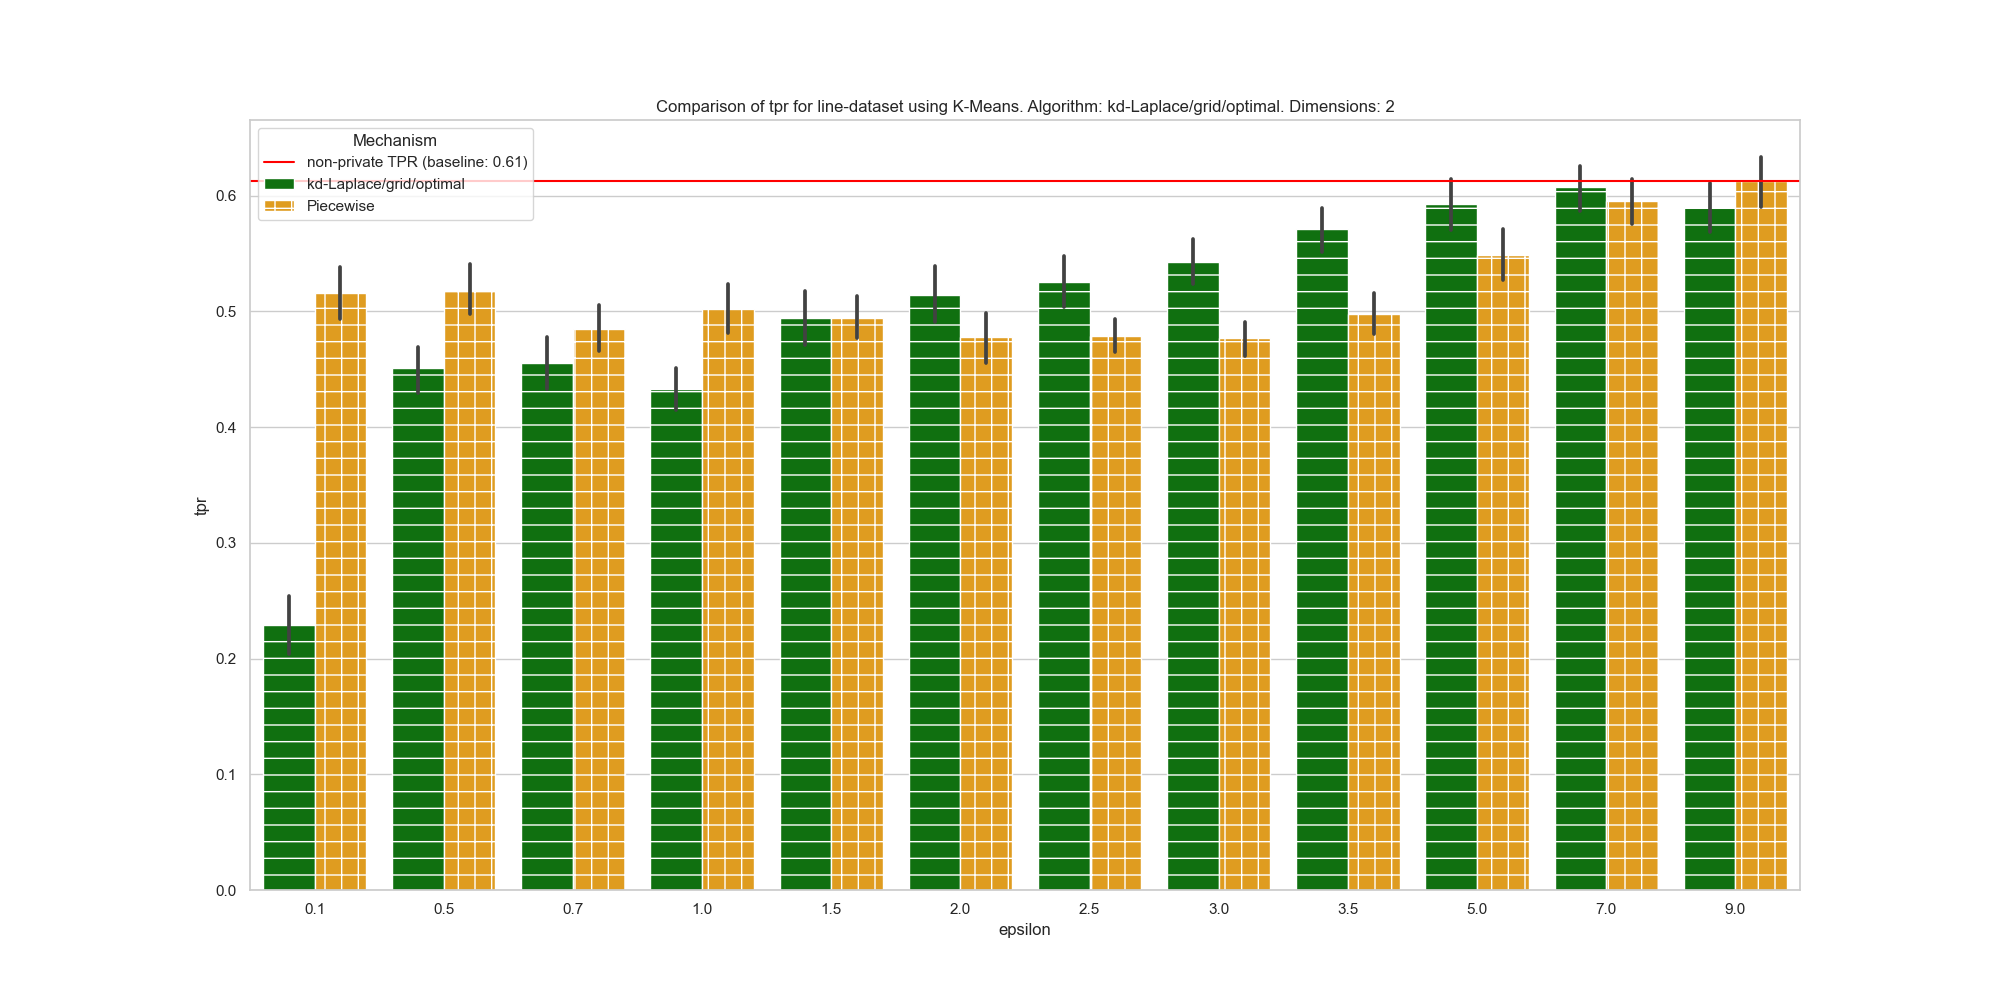 Comparison of tpr for line-dataset using K-Means. Algorithm: kd-Laplace/grid/optimal. Dimensions: 2
Mechanism
non-private TPR (baseline: 0.61)
kd-Laplace/grid/optimal
Piecewise
0.6
0.5
0.4
0.3
0.2
0.1
0.0
tpr
0.1 0.5 0.7 1.0 1.5 2.0 2.5 3.0 3.5 5.0 7.0 9.0
epsilon